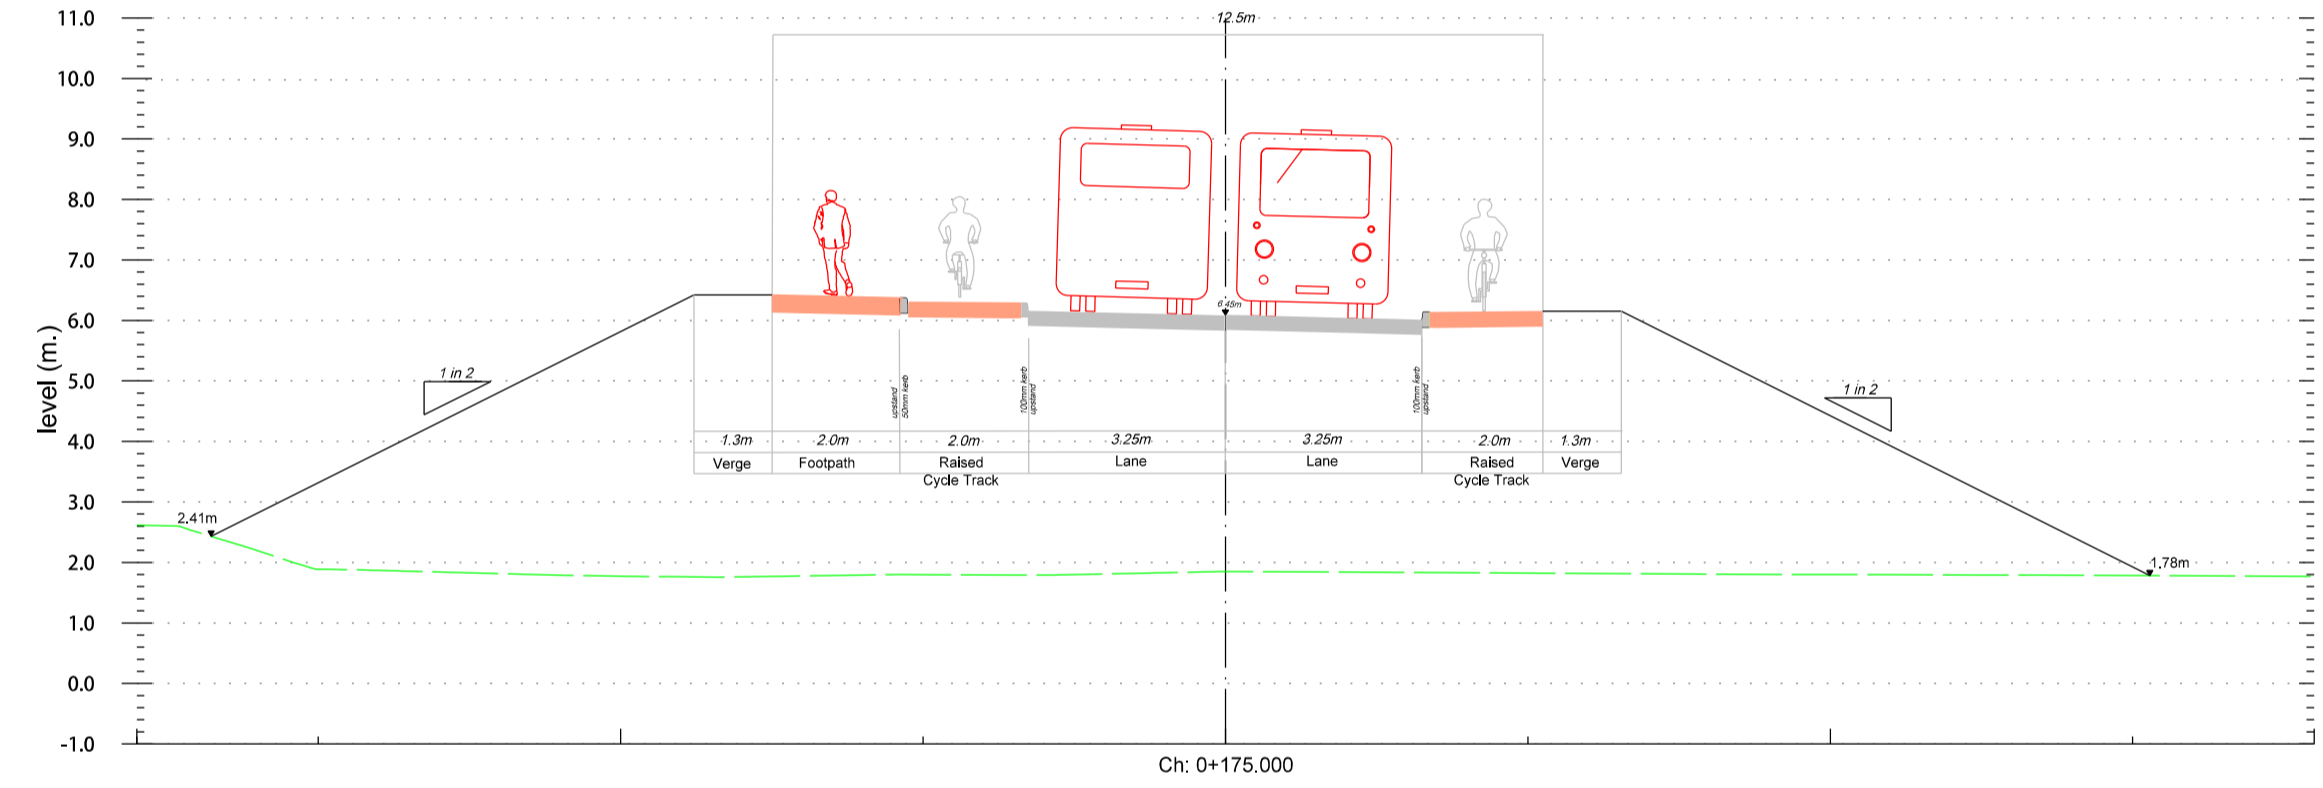 12.5m
11.0
10.0
9.0
8.0
7.0
6.0
5.0
4.0
3.0
2.0
1.0
0.0
-1.0
level (m.)
6.45m
1 in 2
1 in 2
upstand
50mm kerb
100mm kerb
upstand
100mm kerb
upstand
1.3m 2.0m 2.0m 3.25m 3.25m 2.0m 1.3m
Verge Footpath Raised Lane Lane Raised Verge
Cycle Track Cycle Track
2.41m
1.78m
Ch: 0+175.000